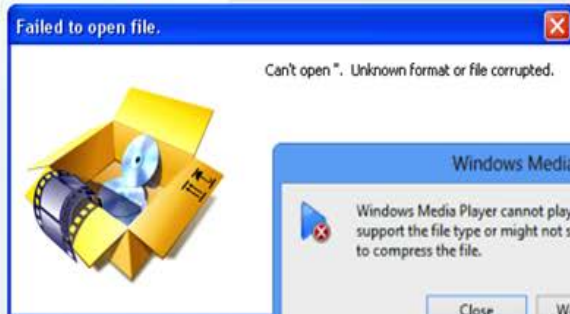 Failed to open file.
Can't open ". Unknown format or file corrupted.
Windows Media
Windows Media Player cannot play
support the file type or might not s
to compress the file.
Close